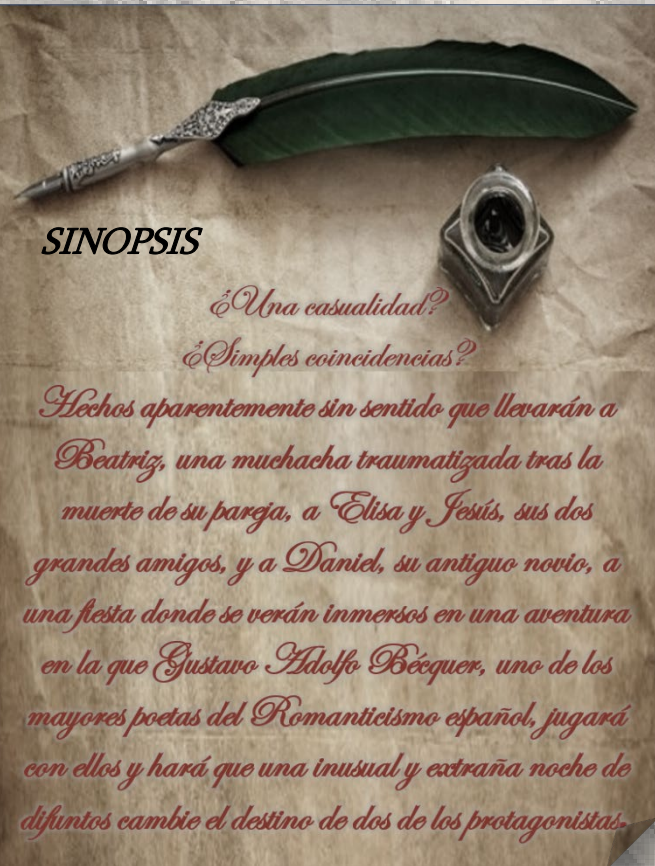 SINOPSIS
¿Una casualidad?
¿Simples coincidencias?
Hechos aparentemente sin sentido que llevarán a
Beatriz, una muchacha traumatizada tras la
muerte de su pareja, a Elisa y Jesús, sus dos
grandes amigos, y a Daniel, su antiguo novio, a
una fiesta donde se verán inmersos en una aventura
en la que Gustavo Adolfo Bécquer, uno de los
mayores poetas del Romanticismo español, jugará
con ellos y hará que una inusual y extraña noche de
difuntos cambie el destino de dos de los protagonistas.